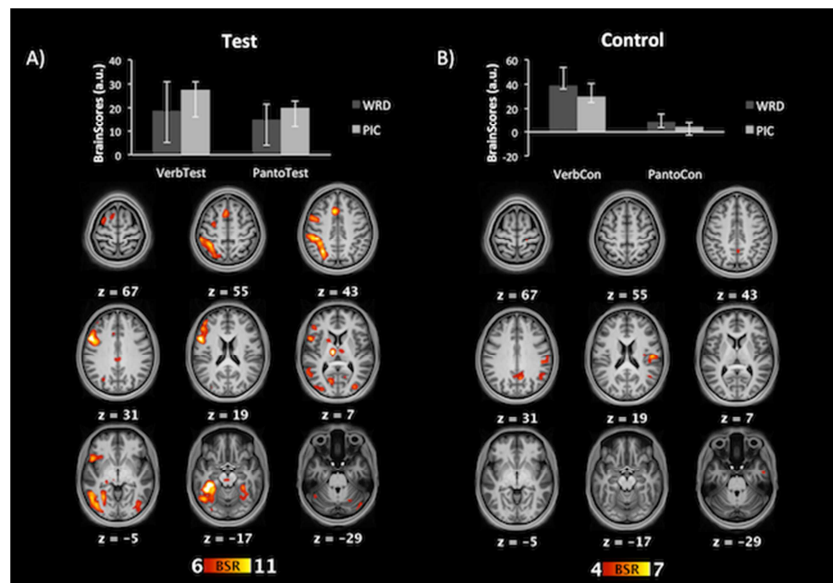 Test
A)
BrainScores (a.u.)
40
30
20
10
0
WRD
PIC
VerbTest
PantoTest
z = 67
z = 55
z = 43
z = 31
z = 19
z = 7
z = -5
z = -17
z = -29
6 BSR 11
Control
B)
BrainScores (a.u.)
60
40
20
0
-20
WRD
PIC
VerbCon
PantoCon
z = 67
z = 55
z = 43
z = 31
z = 19
z = 7
z = -5
z = -17
z = -29
4 BSR 7